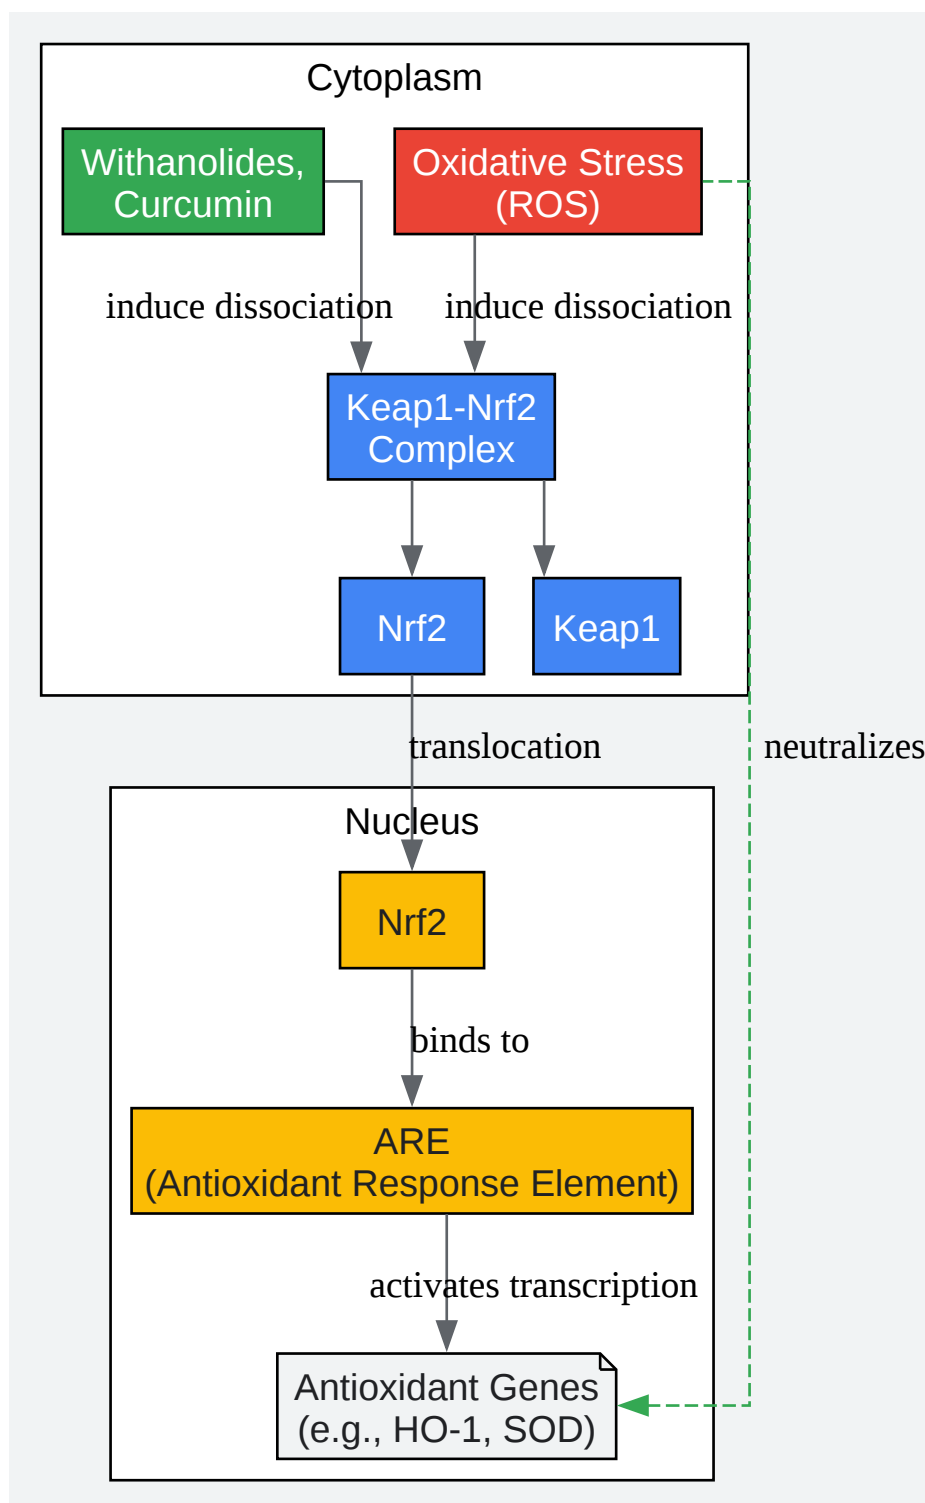 Cytoplasm
Withanolides,
Curcumin
Oxidative Stress
(ROS)
induce dissociation
induce dissociation
Keap1-Nrf2
Complex
Nrf2
Keap1
translocation
neutralizes
Nucleus
Nrf2
binds to
ARE
(Antioxidant Response Element)
activates transcription
Antioxidant Genes
(e.g., HO-1, SOD)